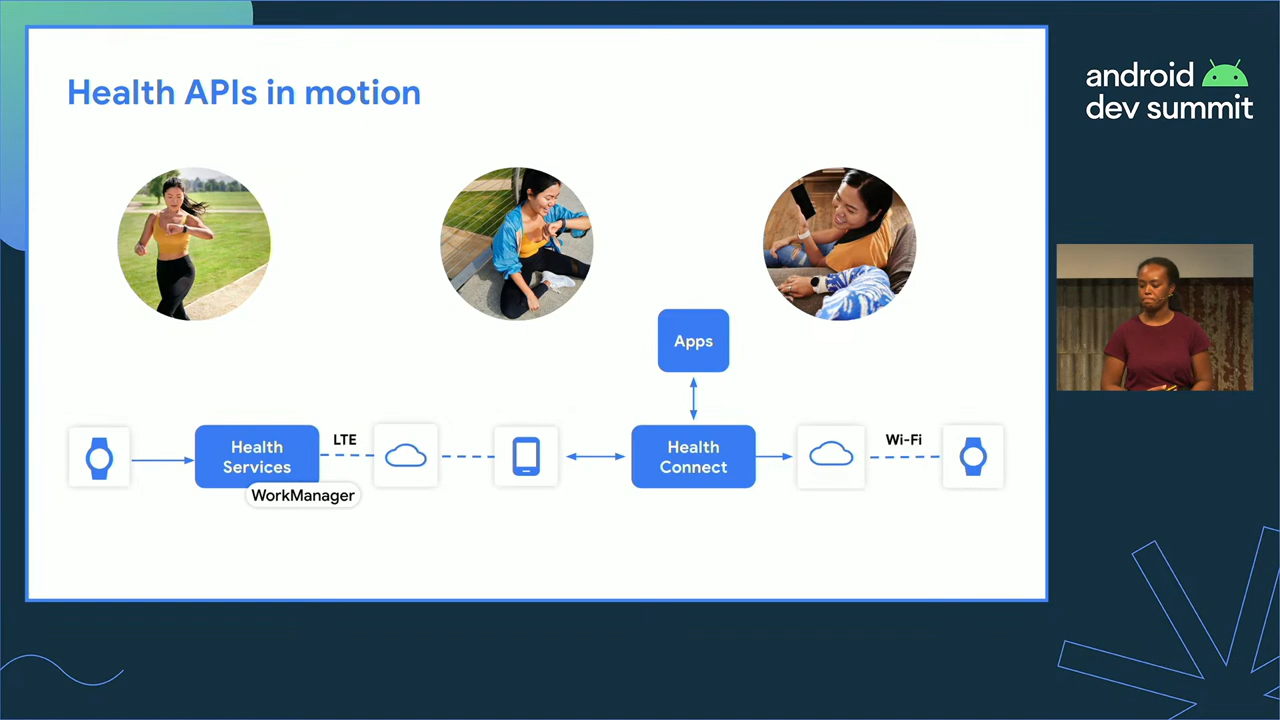 Health APIs in motion
android
dev summit
Apps
Health
Services
LTE
WorkManager
Health
Connect
Wi-Fi